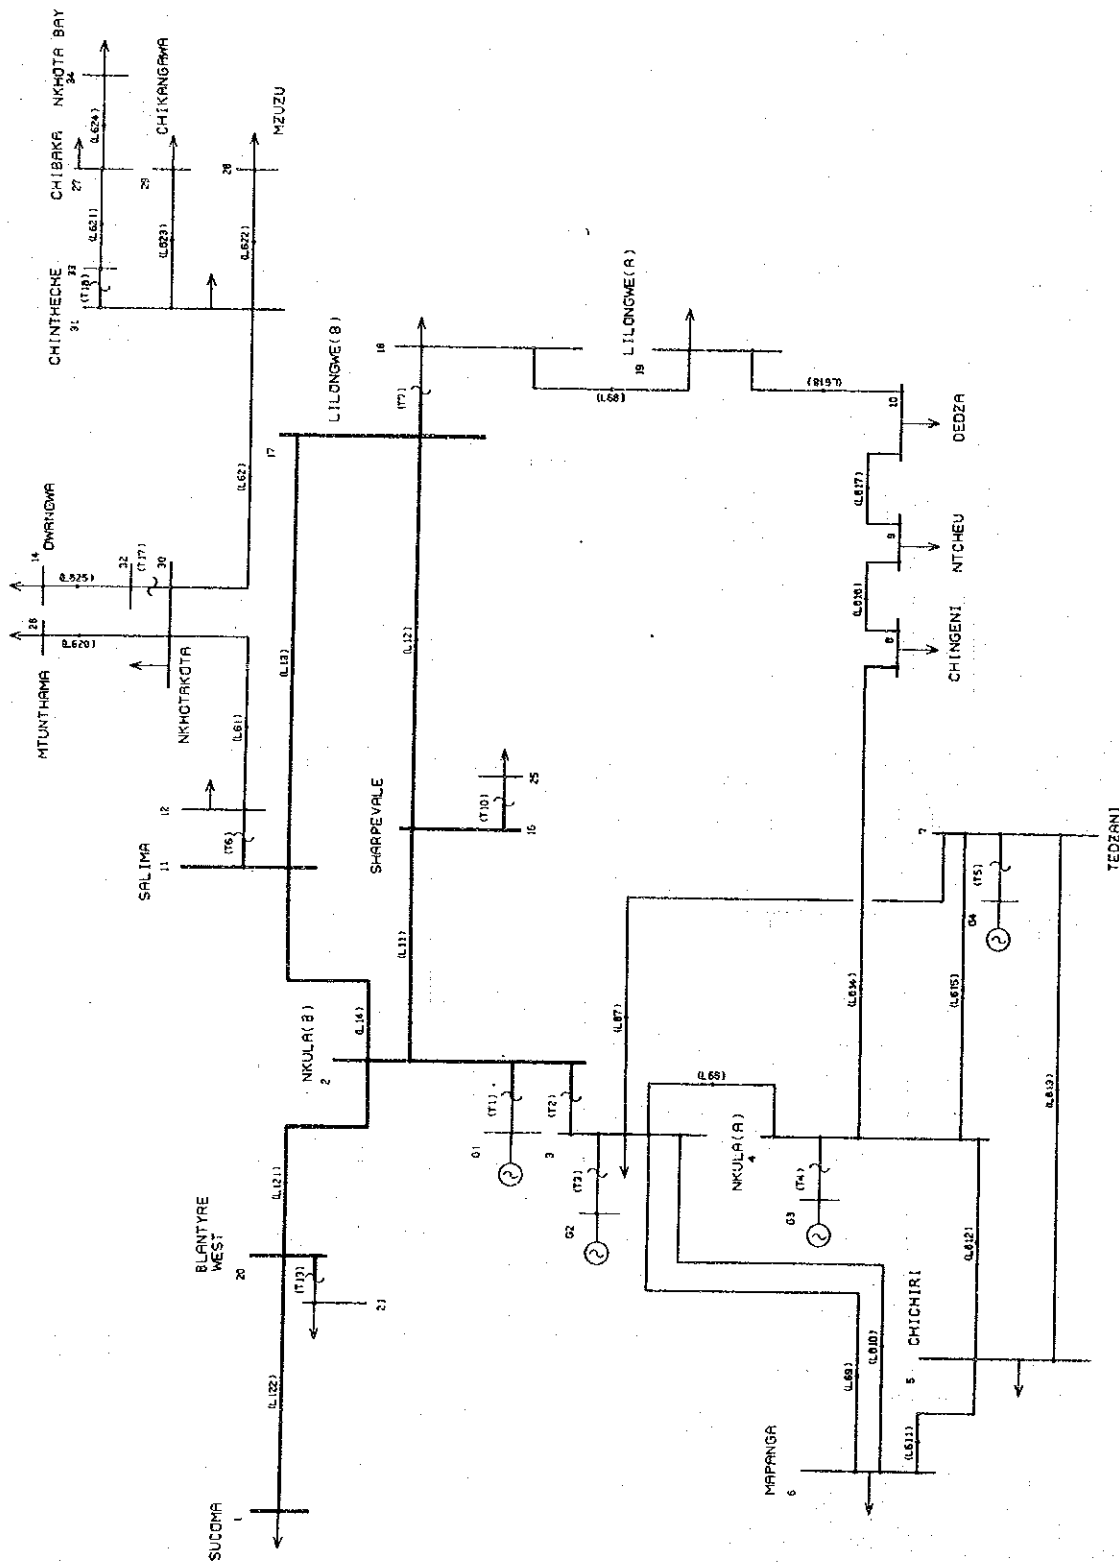 NKHOTA BAY
34
(L624)
CHIBAKA
27
(L621)
CHIKANGAWA
29
(L623)
MZUZU
28
(L622)
CHINTHECHE
31
33
(T18)
(L62)
DWANGWA
14
(L625)
32
(T17)
30
MTUNTHAMA
26
(L620)
NKHOTAKOTA
(L61)
SALIMA
11
12
(T6)
LILONGWE(B)
17
18
(T7)
(L13)
(L12)
LILONGWE(A)
19
(L68)
(L618)
10
DEDZA
(L617)
9
NTCHEU
(L616)
8
CHINGENI
SHARPEVALE
16
(T10)
25
(L11)
(L14)
NKULA(B)
2
(T1)
G1
(T2)
3
(T3)
G2
(L67)
(L65)
NKULA(A)
4
(T4)
G3
(L614)
(L615)
(L613)
7
(T5)
G4
TEDZANI
(L612)
CHICHIRI
5
(L69)
(L610)
(L611)
MAPANGA
6
BLANTYRE
WEST
20
(T13)
(L121)
(L122)
SUCOMA
1